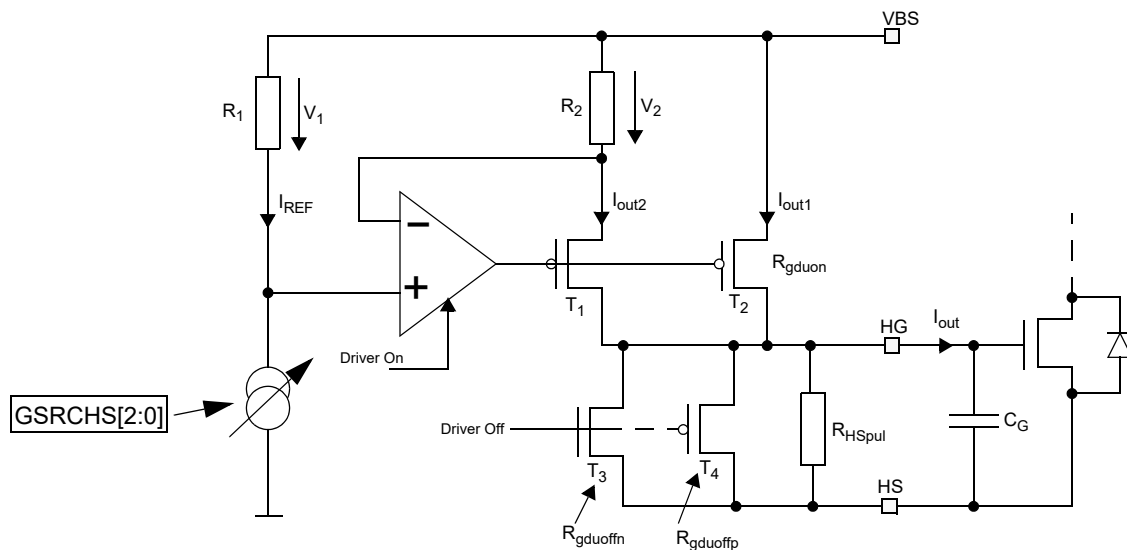 VBS
R1
V1
R2
V2
IREF
Iout2
Iout1
−
+
Rgduon
T1
T2
Driver On
HG
Iout
GSRCHS[2:0]
Driver Off
RHSpul
CG
T3
T4
HS
Rgduoffn
Rgduoffp